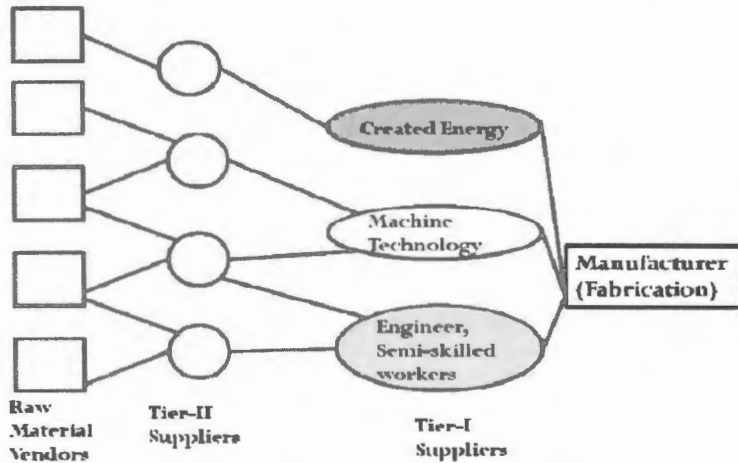 Created Energy
Machine
Technology
Manufacturer
(Fabrication)
Engineer,
Semi-skilled
workers
Raw
Material
Vendors
Tier-II
Suppliers
Tier-I
Suppliers